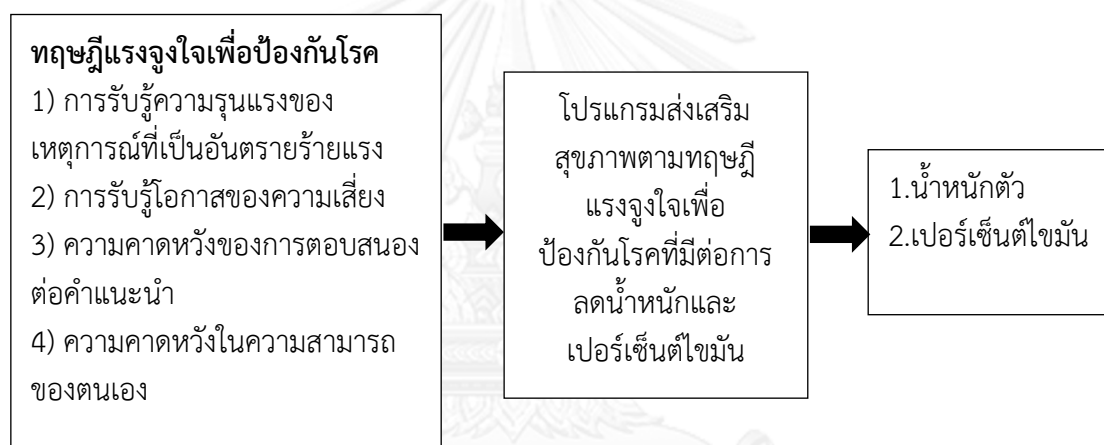 ทฤษฎีแรงจูงใจเพื่อป้องกันโรค
1) การรับรู้ความรุนแรงของ
เหตุการณ์ที่เป็นอันตรายร้ายแรง
2) การรับรู้โอกาสของความเสี่ยง
3) ความคาดหวังของการตอบสนอง
ต่อคำแนะนำ
4) ความคาดหวังในความสามารถ
ของตนเอง
โปรแกรมส่งเสริม
สุขภาพตามทฤษฎี
แรงจูงใจเพื่อ
ป้องกันโรคที่มีต่อการ
ลดน้ำหนักและ
เปอร์เซ็นต์ไขมัน
1.น้ำหนักตัว
2.เปอร์เซ็นต์ไขมัน